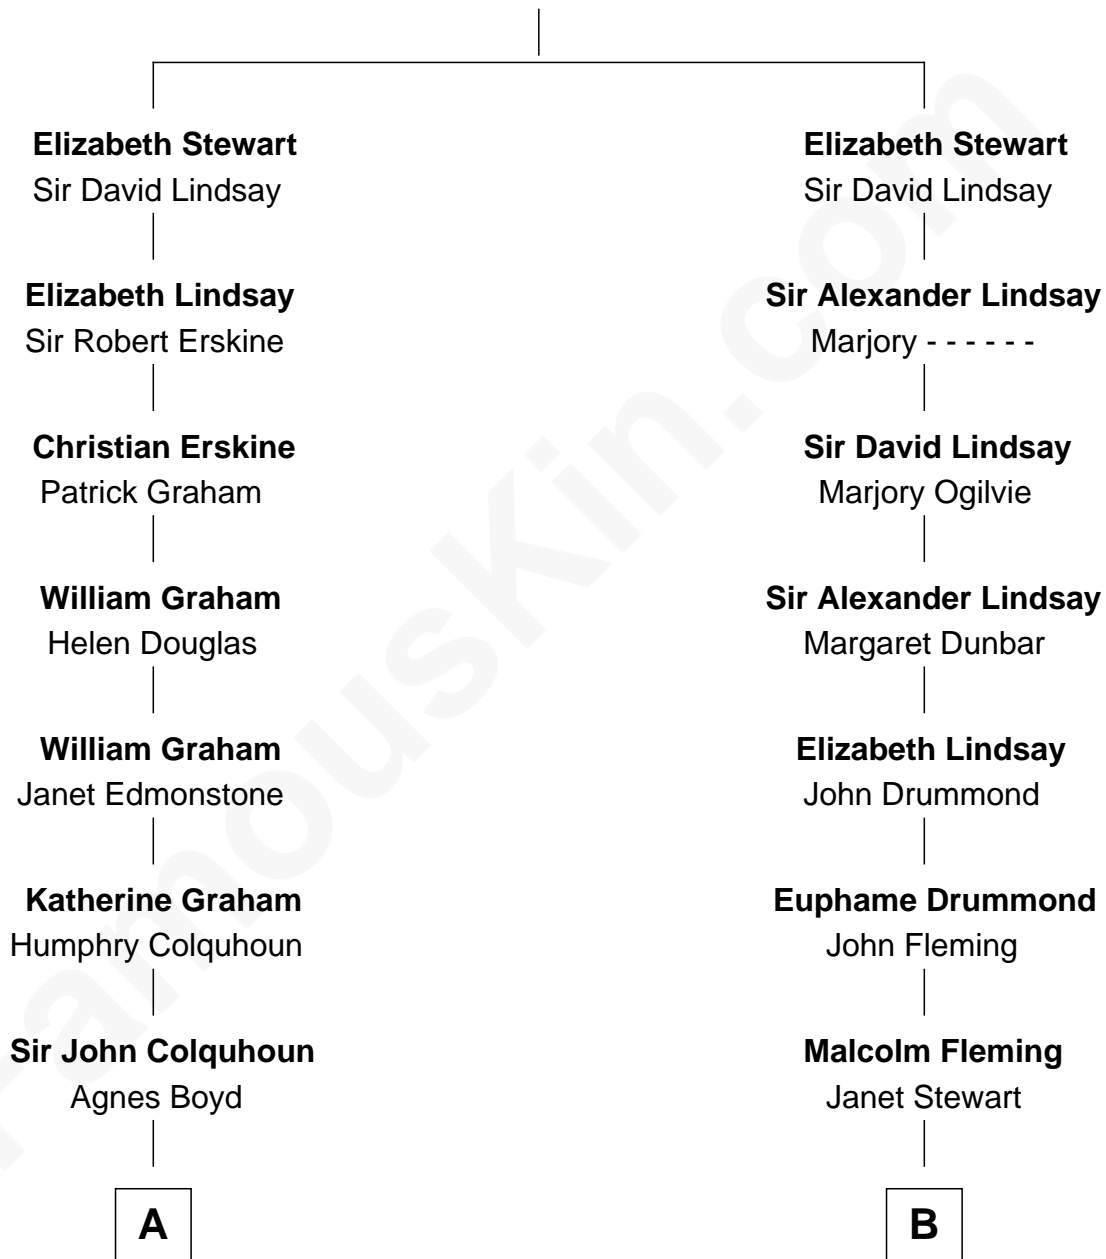 Elizabeth Stewart
Sir David Lindsay
Elizabeth Lindsay
Sir Robert Erskine
Christian Erskine
Patrick Graham
William Graham
Helen Douglas
William Graham
Janet Edmonstone
Katherine Graham
Humphry Colquhoun
Sir John Colquhoun
Agnes Boyd
A
Elizabeth Stewart
Sir David Lindsay
Sir Alexander Lindsay
Marjory - - - - - -
Sir David Lindsay
Marjory Ogilvie
Sir Alexander Lindsay
Margaret Dunbar
Elizabeth Lindsay
John Drummond
Euphame Drummond
John Fleming
Malcolm Fleming
Janet Stewart
B
FamousKin.com